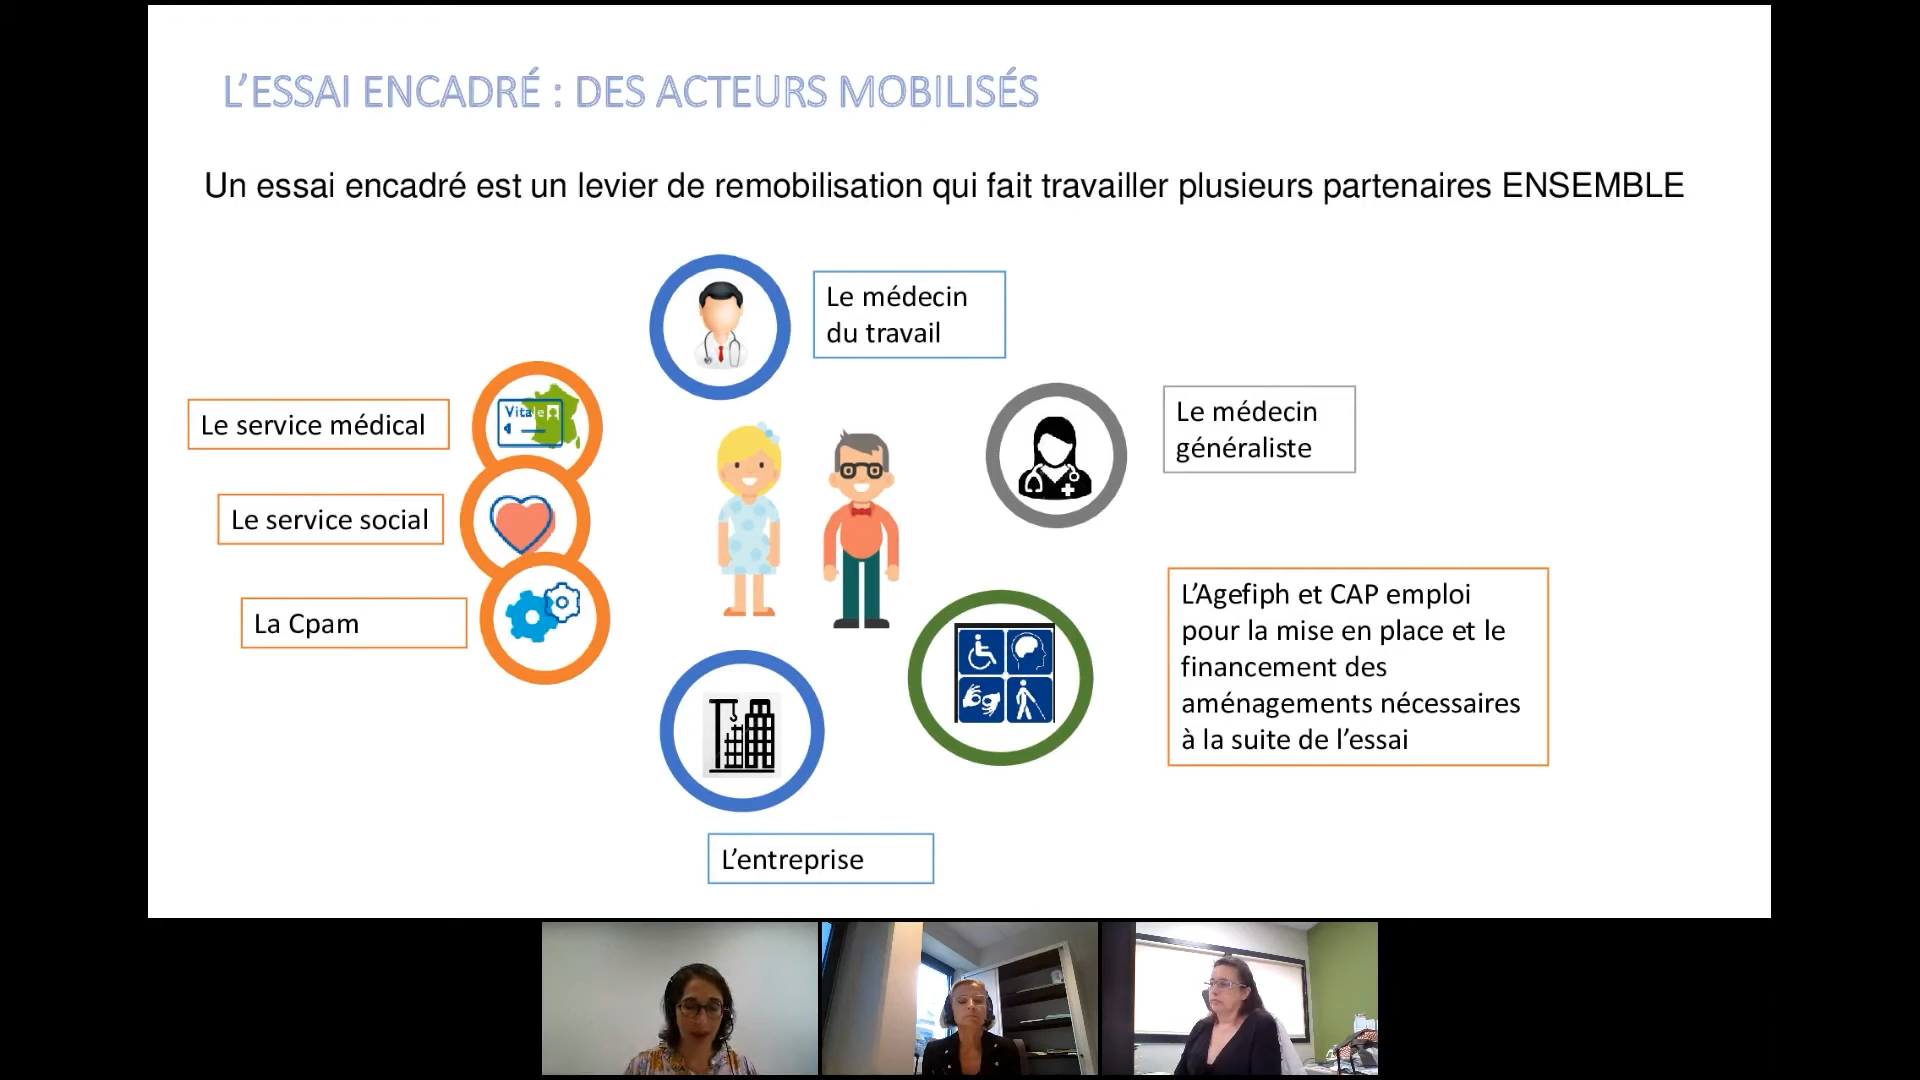 L’ESSAI ENCADRÉ : DES ACTEURS MOBILISÉS
Un essai encadré est un levier de remobilisation qui fait travailler plusieurs partenaires ENSEMBLE
Le médecin
du travail
Le service médical
Vitale
Le médecin
généraliste
Le service social
La Cpam
L’Agefiph et CAP emploi
pour la mise en place et le
financement des
aménagements nécessaires
à la suite de l’essai
L’entreprise